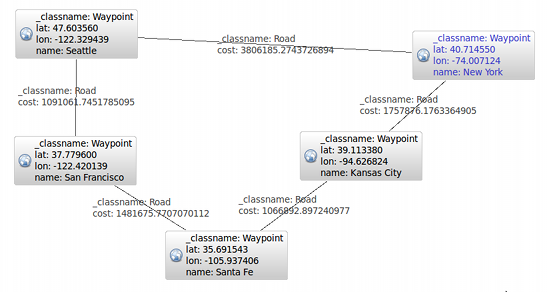 _classname: Waypoint
lat: 47.603560
lon: -122.329439
name: Seattle
_classname: Road
cost: 3806185.2743726894
_classname: Waypoint
lat: 40.714550
lon: -74.007124
name: New York
_classname: Road
cost: 1091061.7451785095
_classname: Road
cost: 1757876.1763364905
_classname: Waypoint
lat: 37.779600
lon: -122.420139
name: San Francisco
_classname: Waypoint
lat: 39.113380
lon: -94.626824
name: Kansas City
_classname: Road
cost: 1481675.7707070112
_classname: Road
cost: 1066892.897240977
_classname: Waypoint
lat: 35.691543
lon: -105.937406
name: Santa Fe